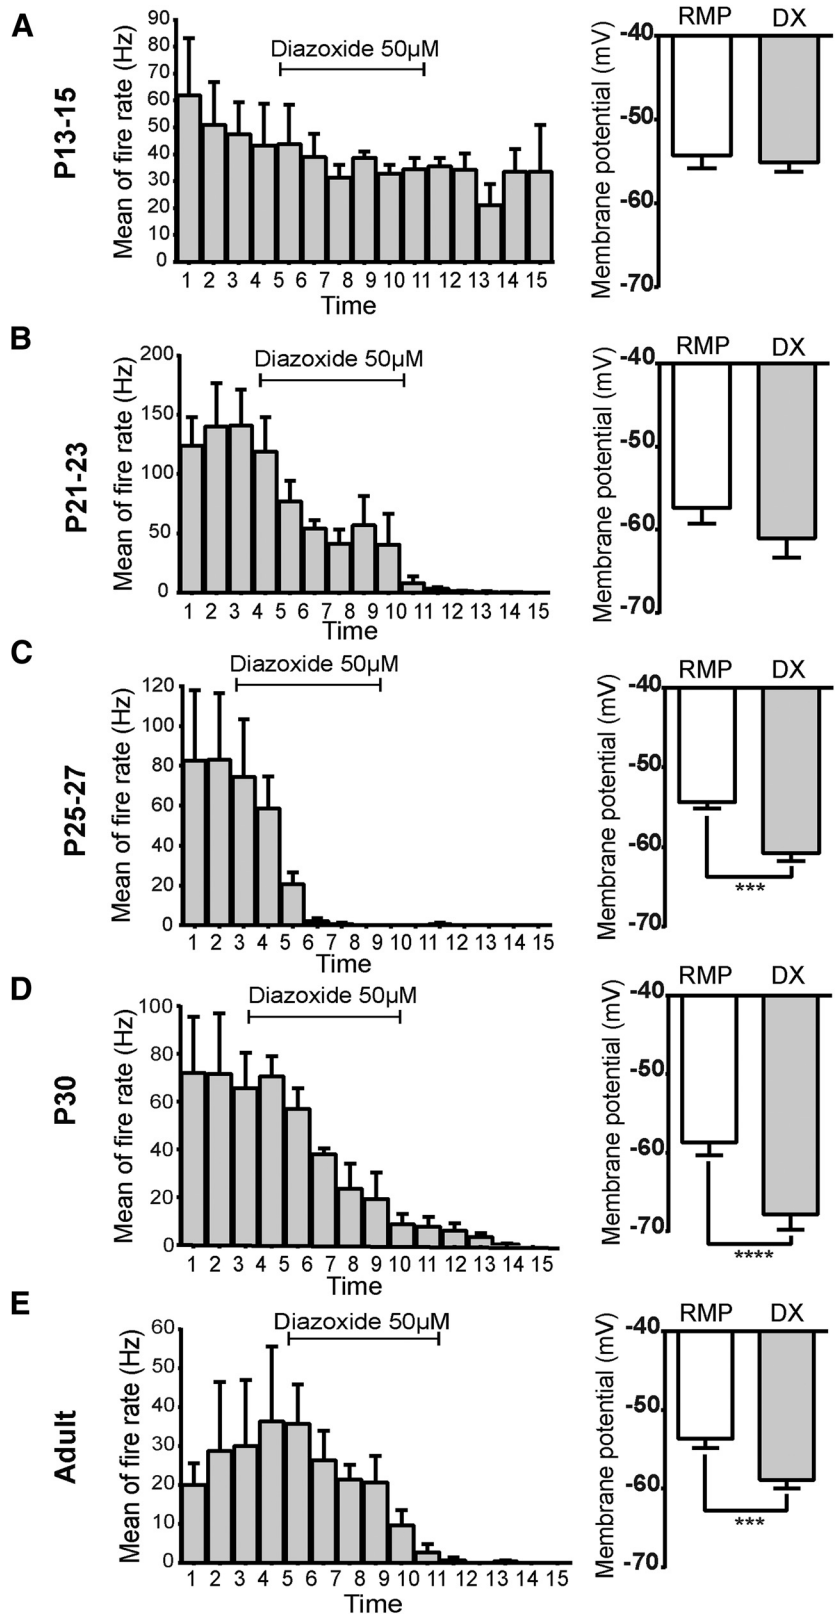 A
P13-15
Mean of fire rate (Hz)
90
80
70
60
50
40
30
20
10
0
Diazoxide 50µM
1 2 3 4 5 6 7 8 9 10 11 12 13 14 15
Time
Membrane potential (mV)
RMP DX
-40
-50
-60
-70
B
P21-23
Mean of fire rate (Hz)
200
150
100
50
0
Diazoxide 50µM
1 2 3 4 5 6 7 8 9 10 11 12 13 14 15
Time
Membrane potential (mV)
RMP DX
-40
-50
-60
-70
C
P25-27
Mean of fire rate (Hz)
120
100
80
60
40
20
0
Diazoxide 50µM
1 2 3 4 5 6 7 8 9 10 11 12 13 14 15
Time
Membrane potential (mV)
RMP DX
-40
-50
-60
-70
***
D
P30
Mean of fire rate (Hz)
100
80
60
40
20
0
Diazoxide 50µM
1 2 3 4 5 6 7 8 9 10 11 12 13 14 15
Time
Membrane potential (mV)
RMP DX
-40
-50
-60
-70
****
E
Adult
Mean of fire rate (Hz)
60
50
40
30
20
10
0
Diazoxide 50µM
1 2 3 4 5 6 7 8 9 10 11 12 13 14 15
Time
Membrane potential (mV)
RMP DX
-40
-50
-60
-70
***